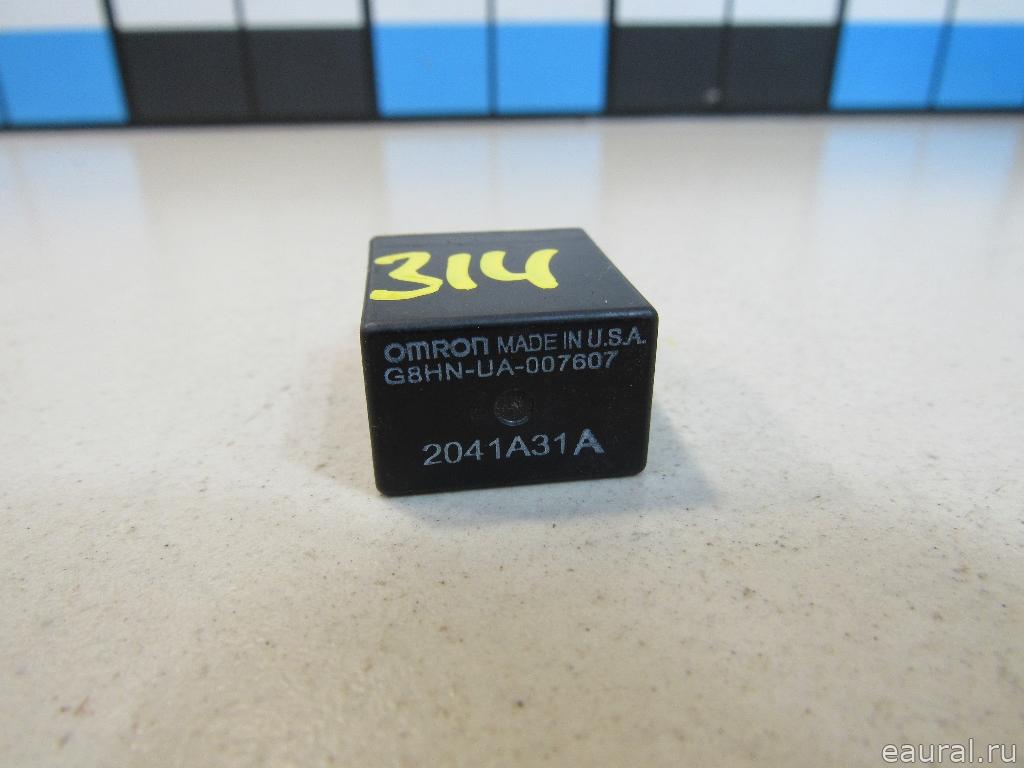 314
OMRON MADE IN U.S.A.
G8HN-UA-007607
2041A31A
eaural.ru